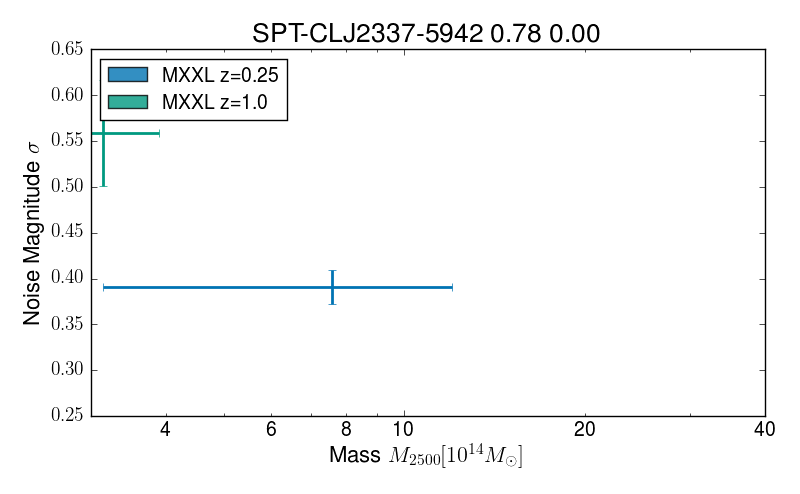 SPT-CLJ2337-5942 0.78 0.00
0.65
0.60
0.55
0.50
0.45
0.40
0.35
0.30
0.25
Noise Magnitude σ
MXXL z=0.25
MXXL z=1.0
4 6 8 10 20 40
Mass M₂₅₀₀[10¹⁴M☉]